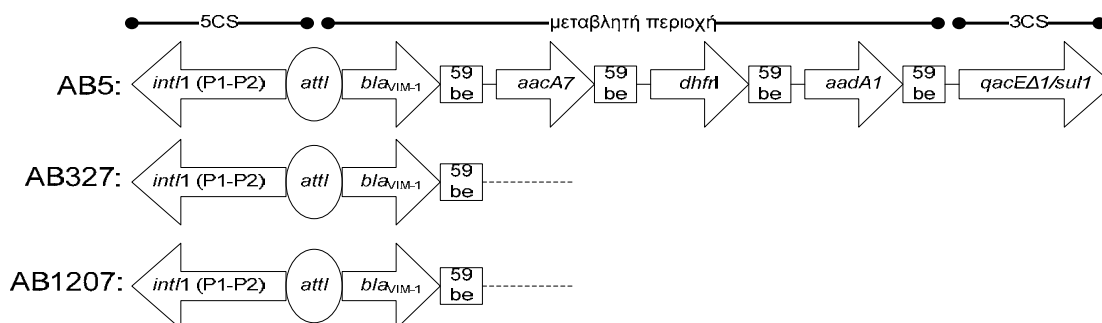 5CS μεταβλητή περιοχή 3CS
AB5: intI1 (P1-P2) attI blaVIM-1 59 be aacA7 59 be dhfrI 59 be aadA1 59 be qacEΔ1/sul1
AB327: intI1 (P1-P2) attI blaVIM-1 59 be
AB1207: intI1 (P1-P2) attI blaVIM-1 59 be